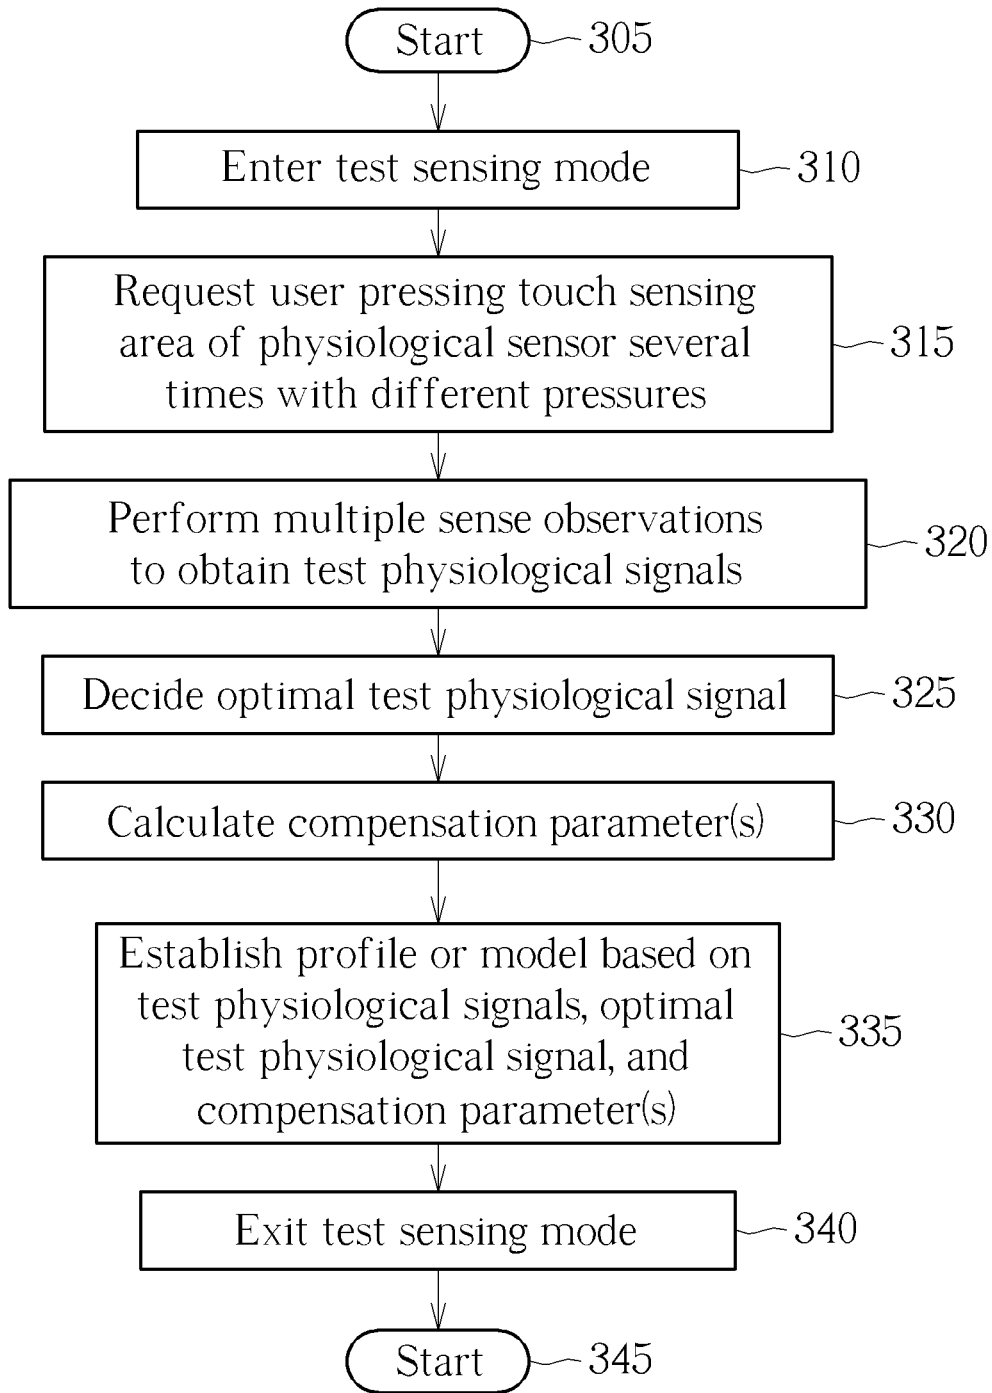 Start
305
Enter test sensing mode
310
Request user pressing touch sensing
area of physiological sensor several
times with different pressures
315
Perform multiple sense observations
to obtain test physiological signals
320
Decide optimal test physiological signal
325
Calculate compensation parameter(s)
330
Establish profile or model based on
test physiological signals, optimal
test physiological signal, and
compensation parameter(s)
335
Exit test sensing mode
340
Start
345